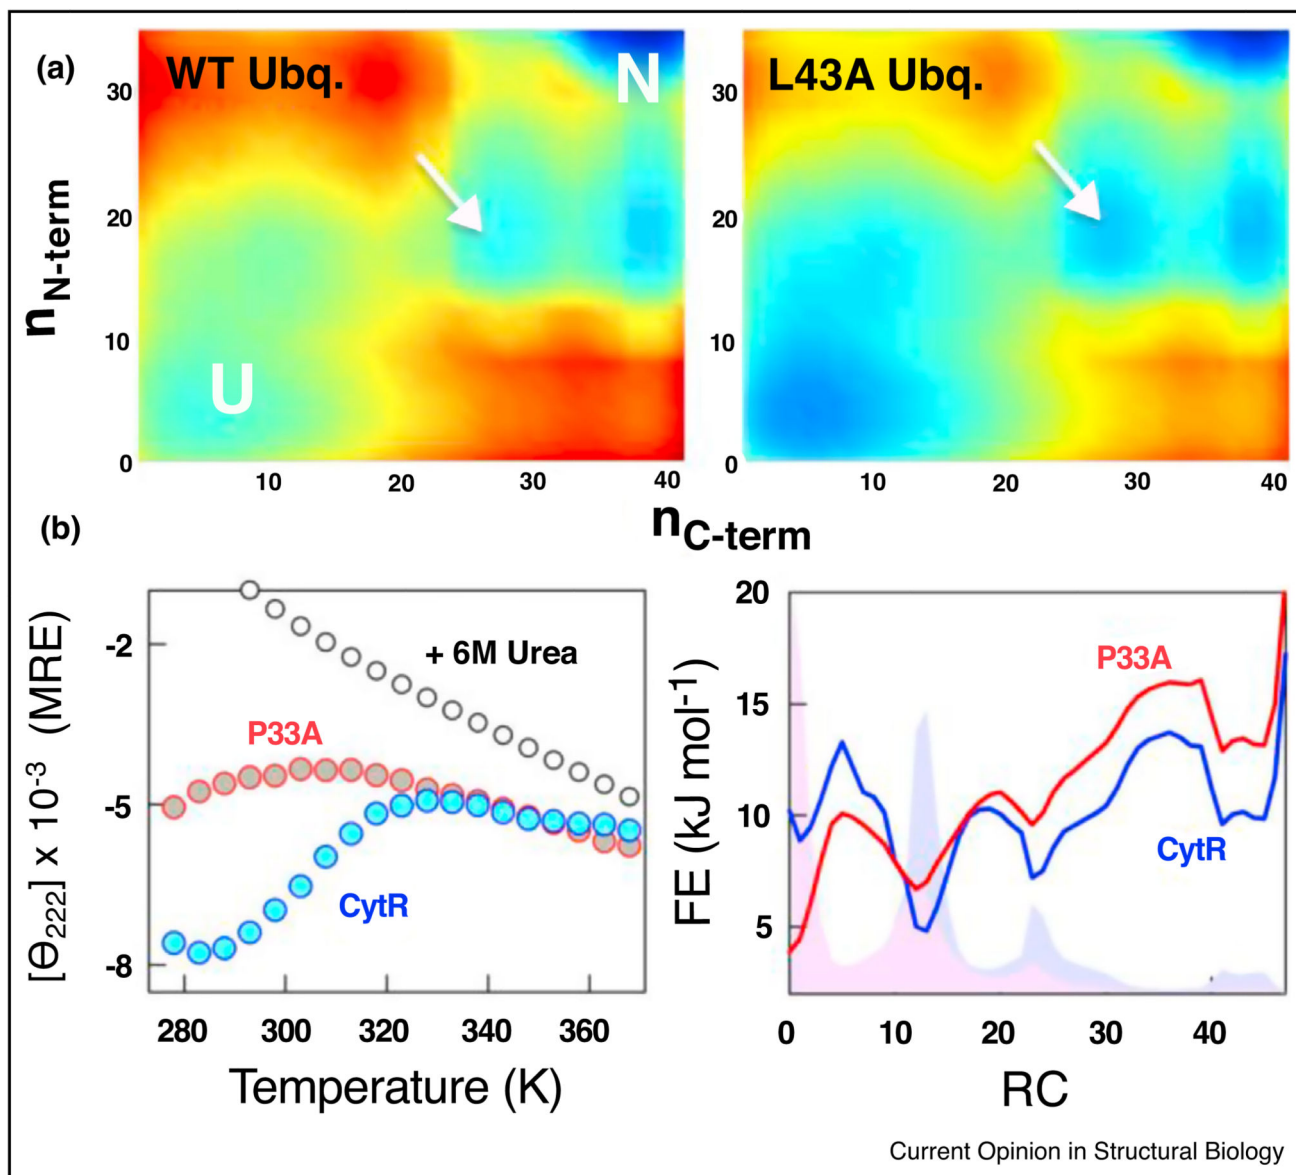 (a)
WT Ubq.
N
U
L43A Ubq.
30
20
10
0
30
20
10
0
n N-term
10
20
30
40
10
20
30
40
n C-term
(b)
-2
-5
-8
[Θ222] x 10-3 (MRE)
+ 6M Urea
P33A
CytR
280
300
320
340
360
Temperature (K)
20
15
10
5
FE (kJ mol-1)
P33A
CytR
0
10
20
30
40
RC
Current Opinion in Structural Biology